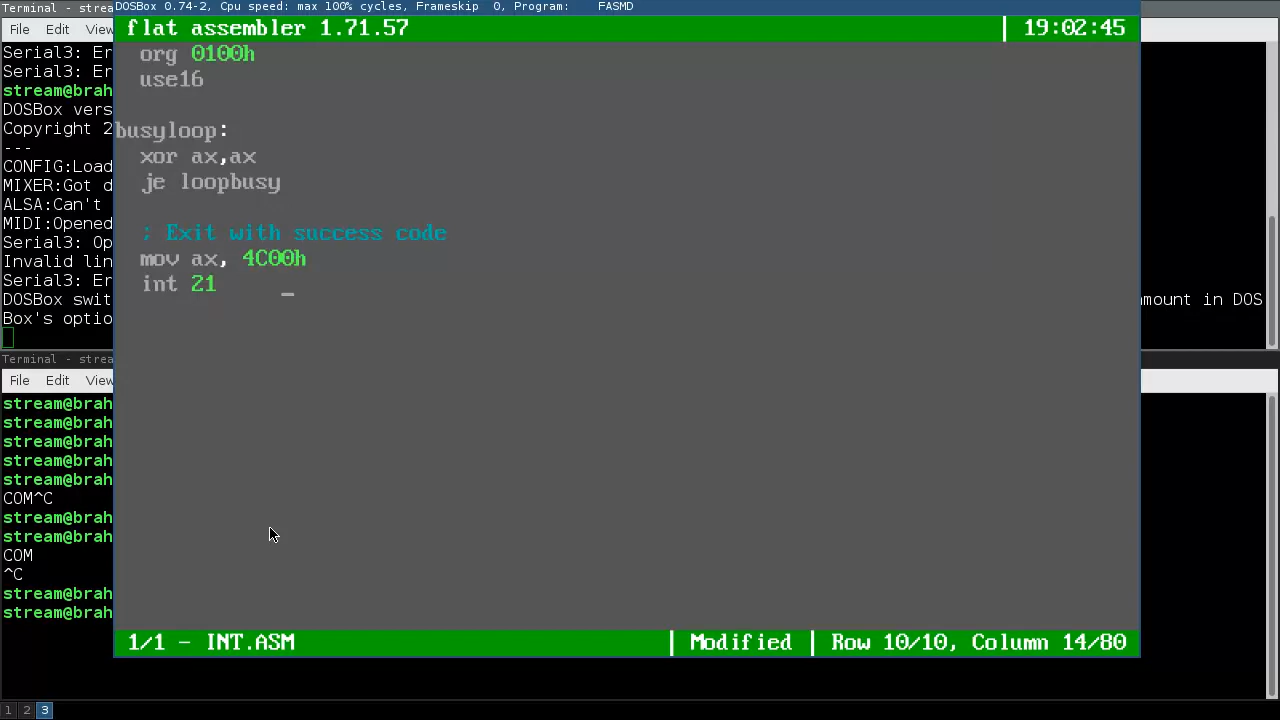 Terminal - strea
DOSBox 0.74-2, Cpu speed: max 100% cycles, Frameskip 0, Program: FASMD
File Edit View
flat assembler 1.71.57 19:02:45
org 0100h
use16
busyloop:
xor ax,ax
je loopbusy
; Exit with success code
mov ax, 4C00h
int 21
1/1 - INT.ASM Modified Row 10/10, Column 14/80
Serial3: Er
Serial3: Er
stream@brah
DOSBox vers
Copyright 2
---
CONFIG:Load
MIXER:Got d
ALSA:Can't
MIDI:Opened
Serial3: Op
Invalid lin
Serial3: Er
DOSBox swit
mount in DOS
Box's optio
Terminal - strea
File Edit View
stream@brah
stream@brah
stream@brah
stream@brah
stream@brah
COM^C
stream@brah
stream@brah
COM
^C
stream@brah
stream@brah
1 2 3